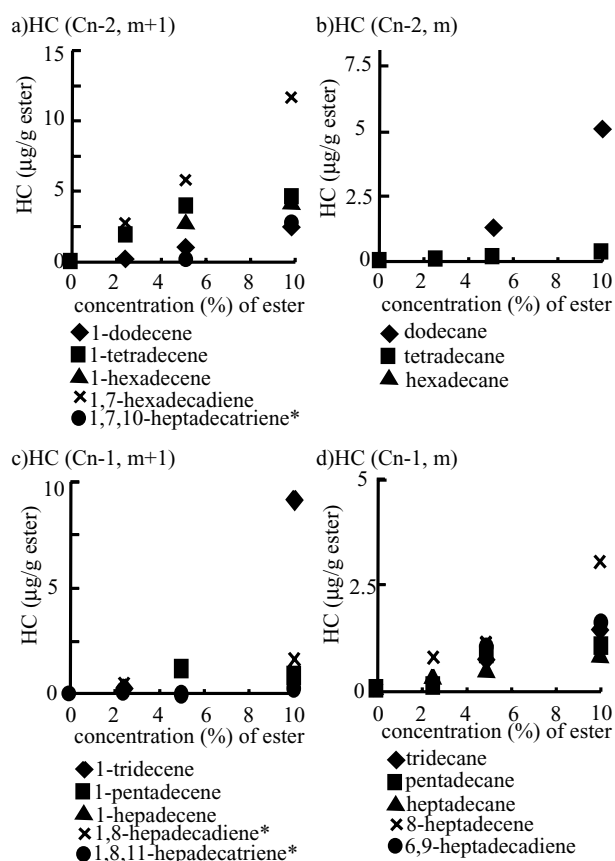 a)HC (Cn-2, m+1)
15
10
5
0
HC (μg/g ester)
0 2 4 6 8 10
concentration (%) of ester
1-dodecene
1-tetradecene
1-hexadecene
1,7-hexadecadiene
1,7,10-heptadecatriene*
b)HC (Cn-2, m)
7.5
5
2.5
0
HC (μg/g ester)
0 2 4 6 8 10
concentration (%) of ester
dodecane
tetradecane
hexadecane
c)HC (Cn-1, m+1)
10
5
0
HC (μg/g ester)
0 2 4 6 8 10
concentration (%) of ester
1-tridecene
1-pentadecene
1-hepadecene
1,8-hepadecadiene*
1,8,11-hepadecatriene*
d)HC (Cn-1, m)
5
2.5
0
HC (μg/g ester)
0 2 4 6 8 10
concentration (%) of ester
tridecane
pentadecane
heptadecane
8-heptadecene
6,9-heptadecadiene